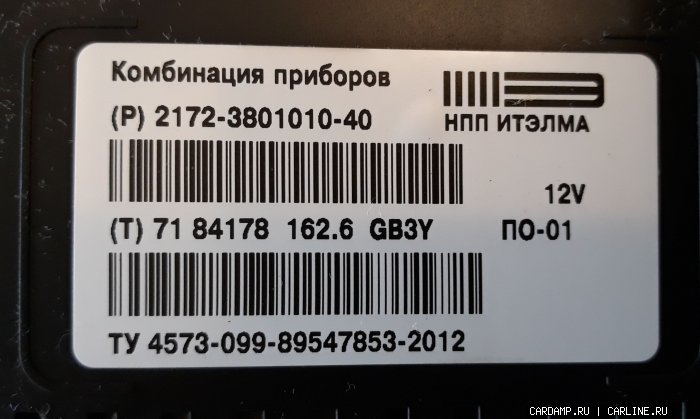 Комбинация приборов
(P) 2172-3801010-40
НПП ИТЭЛМА
12V
(T) 71 84178 162.6 GB3Y ПО-01
ТУ 4573-099-89547853-2012
CARDAMP.RU | CARLINE.RU